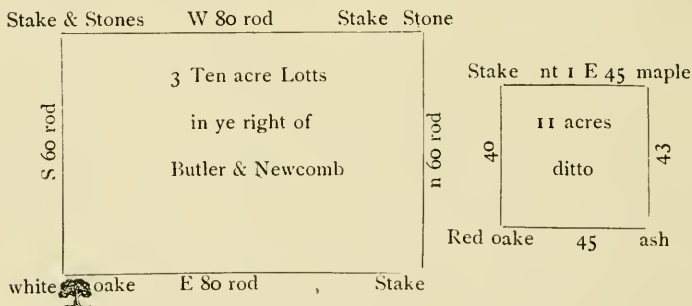 Stake & Stones W 80 rod Stake Stone
3 Ten acre Lotts
in ye right of
Butler & Newcomb
S 60 rod
n 60 rod
white oake E 80 rod Stake
Stake nt 1 E 45 maple
11 acres
ditto
40
43
Red oake 45 ash